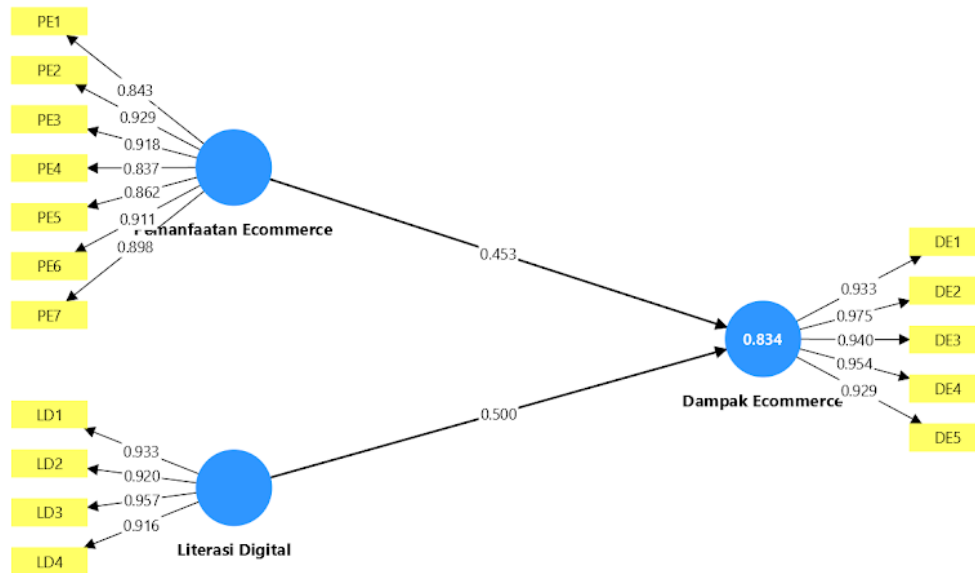 PE1
PE2
PE3
PE4
PE5
PE6
PE7
0.843
0.929
0.918
0.837
0.862
0.911
0.898
Pemanfaatan Ecommerce
0.453
LD1
LD2
LD3
LD4
0.933
0.920
0.957
0.916
Literasi Digital
0.500
0.834
Dampak Ecommerce
0.933
0.975
0.940
0.954
0.929
DE1
DE2
DE3
DE4
DE5